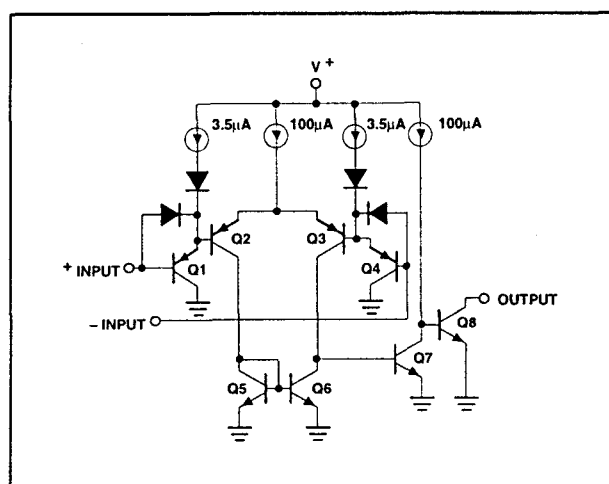 V+
3.5μA
100μA
3.5μA
100μA
Q2
Q3
+ INPUT
Q1
Q4
OUTPUT
Q8
− INPUT
Q7
Q5
Q6